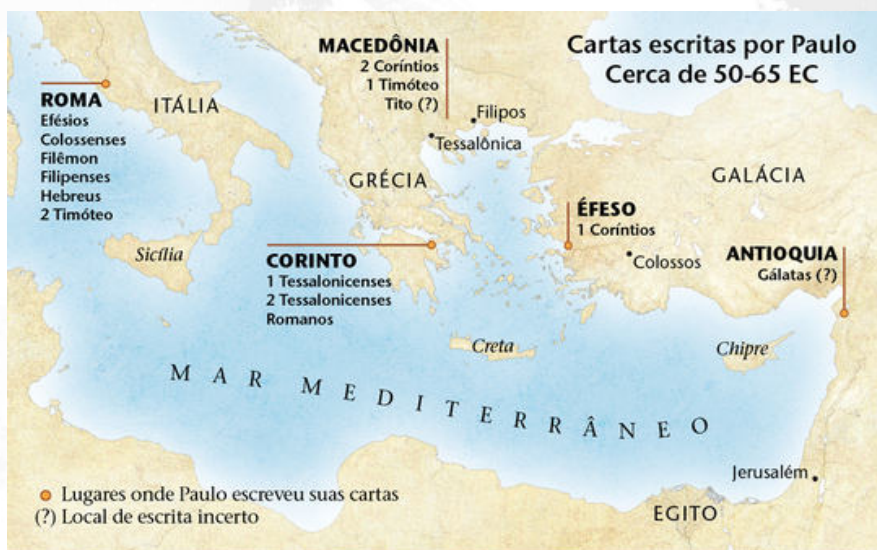 Cartas escritas por Paulo
Cerca de 50-65 EC
MACEDÔNIA
2 Coríntios
1 Timóteo
Tito (?)
ROMA
Efésios
Colossenses
Filêmon
Filipenses
Hebreus
2 Timóteo
ITÁLIA
Filipos
Tessalônica
GRÉCIA
GALÁCIA
ÉFESO
1 Coríntios
Sicília
CORINTO
1 Tessalonicenses
2 Tessalonicenses
Romanos
Colossos
ANTIOQUIA
Gálatas (?)
Creta
Chipre
MAR MEDITERRÂNEO
Jerusalém
EGITO
Lugares onde Paulo escreveu suas cartas
(?) Local de escrita incerto